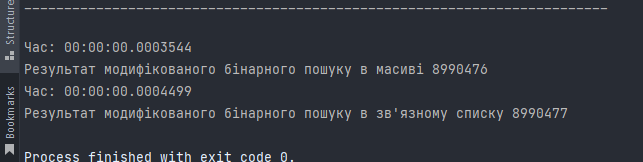 Structure
Bookmarks
--------------------------------------------------------------------------
Час: 00:00:00.0003544
Результат модифікованого бінарного пошуку в масиві 8990476
Час: 00:00:00.0004499
Результат модифікованого бінарного пошуку в зв'язному списку 8990477
Process finished with exit code 0.